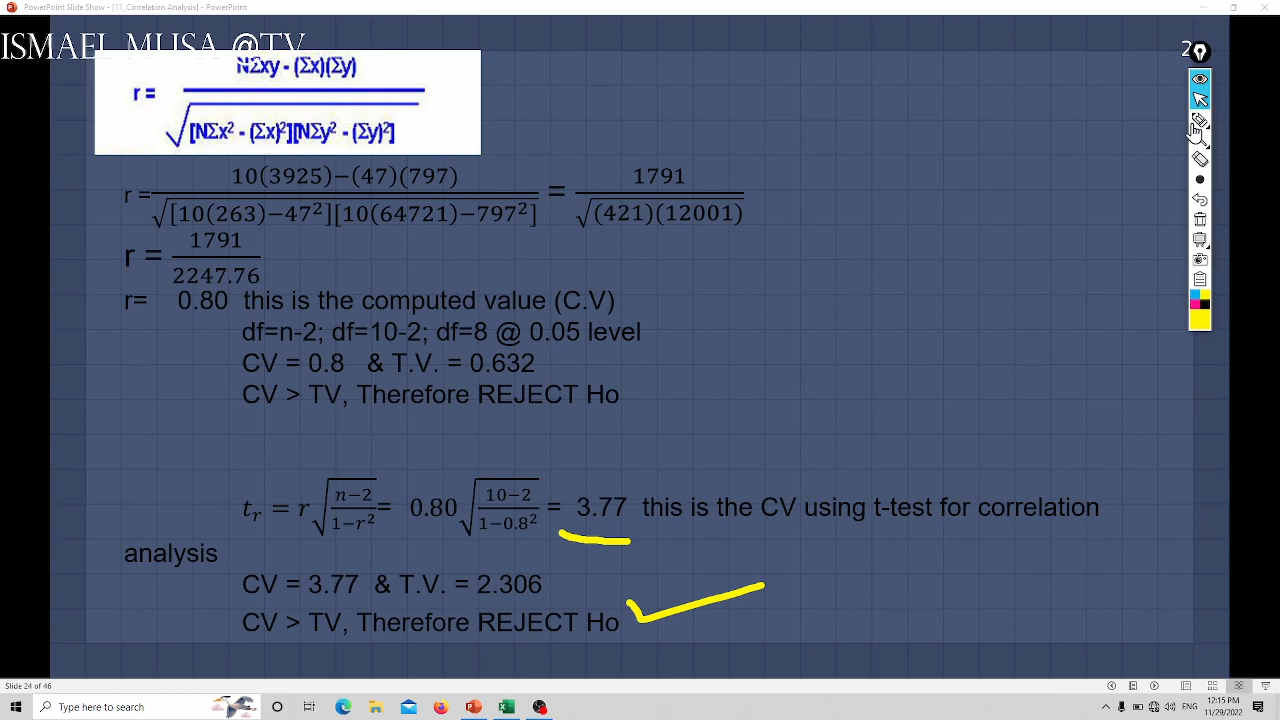 PowerPoint Slide Show - [11_Correlation Analysis] - PowerPoint
ISMAEL MUSA @TV
2
r = NΣxy - (Σx)(Σy) / √[NΣx² - (Σx)²][NΣy² - (Σy)²]
r = 10(3925)−(47)(797) / √[10(263)−47²][10(64721)−797²] = 1791 / √(421)(12001)
r = 1791 / 2247.76
r= 0.80 this is the computed value (C.V)
df=n-2; df=10-2; df=8 @ 0.05 level
CV = 0.8 & T.V. = 0.632
CV > TV, Therefore REJECT Ho
tᵣ = r√(n−2 / 1−r²) = 0.80√(10−2 / 1−0.8²) = 3.77 this is the CV using t-test for correlation
analysis
CV = 3.77 & T.V. = 2.306
CV > TV, Therefore REJECT Ho
Slide 24 of 46
Type here to search
ENG
12:15 PM
11/29/2022